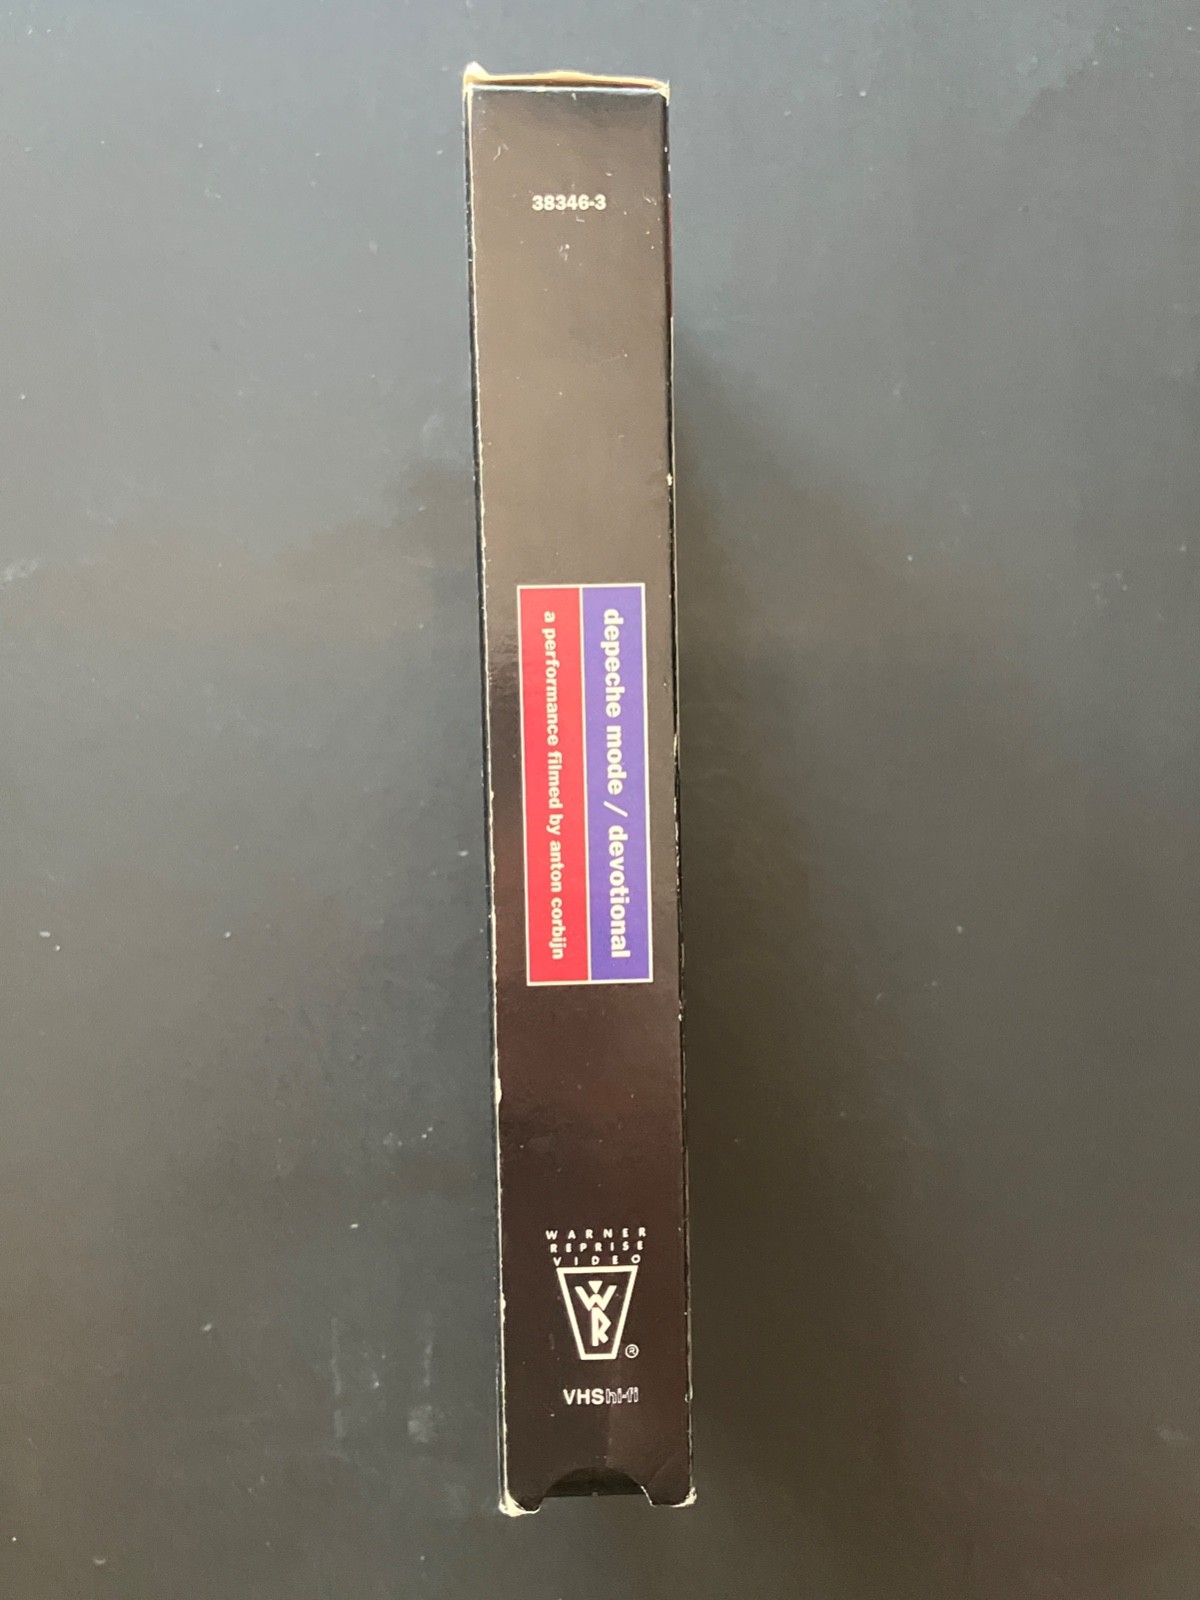 38346-3
depeche mode / devotional
a performance filmed by anton corbijn
WARNER
REPRISE
VIDEO
WR
®
VHS hi-fi